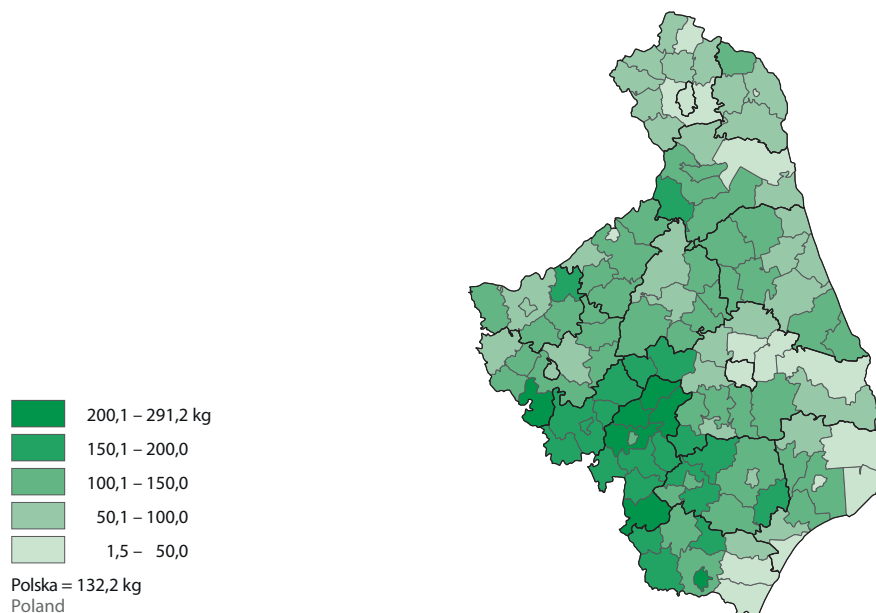 200,1 – 291,2 kg
150,1 – 200,0
100,1 – 150,0
50,1 – 100,0
1,5 – 50,0
Polska = 132,2 kg
Poland